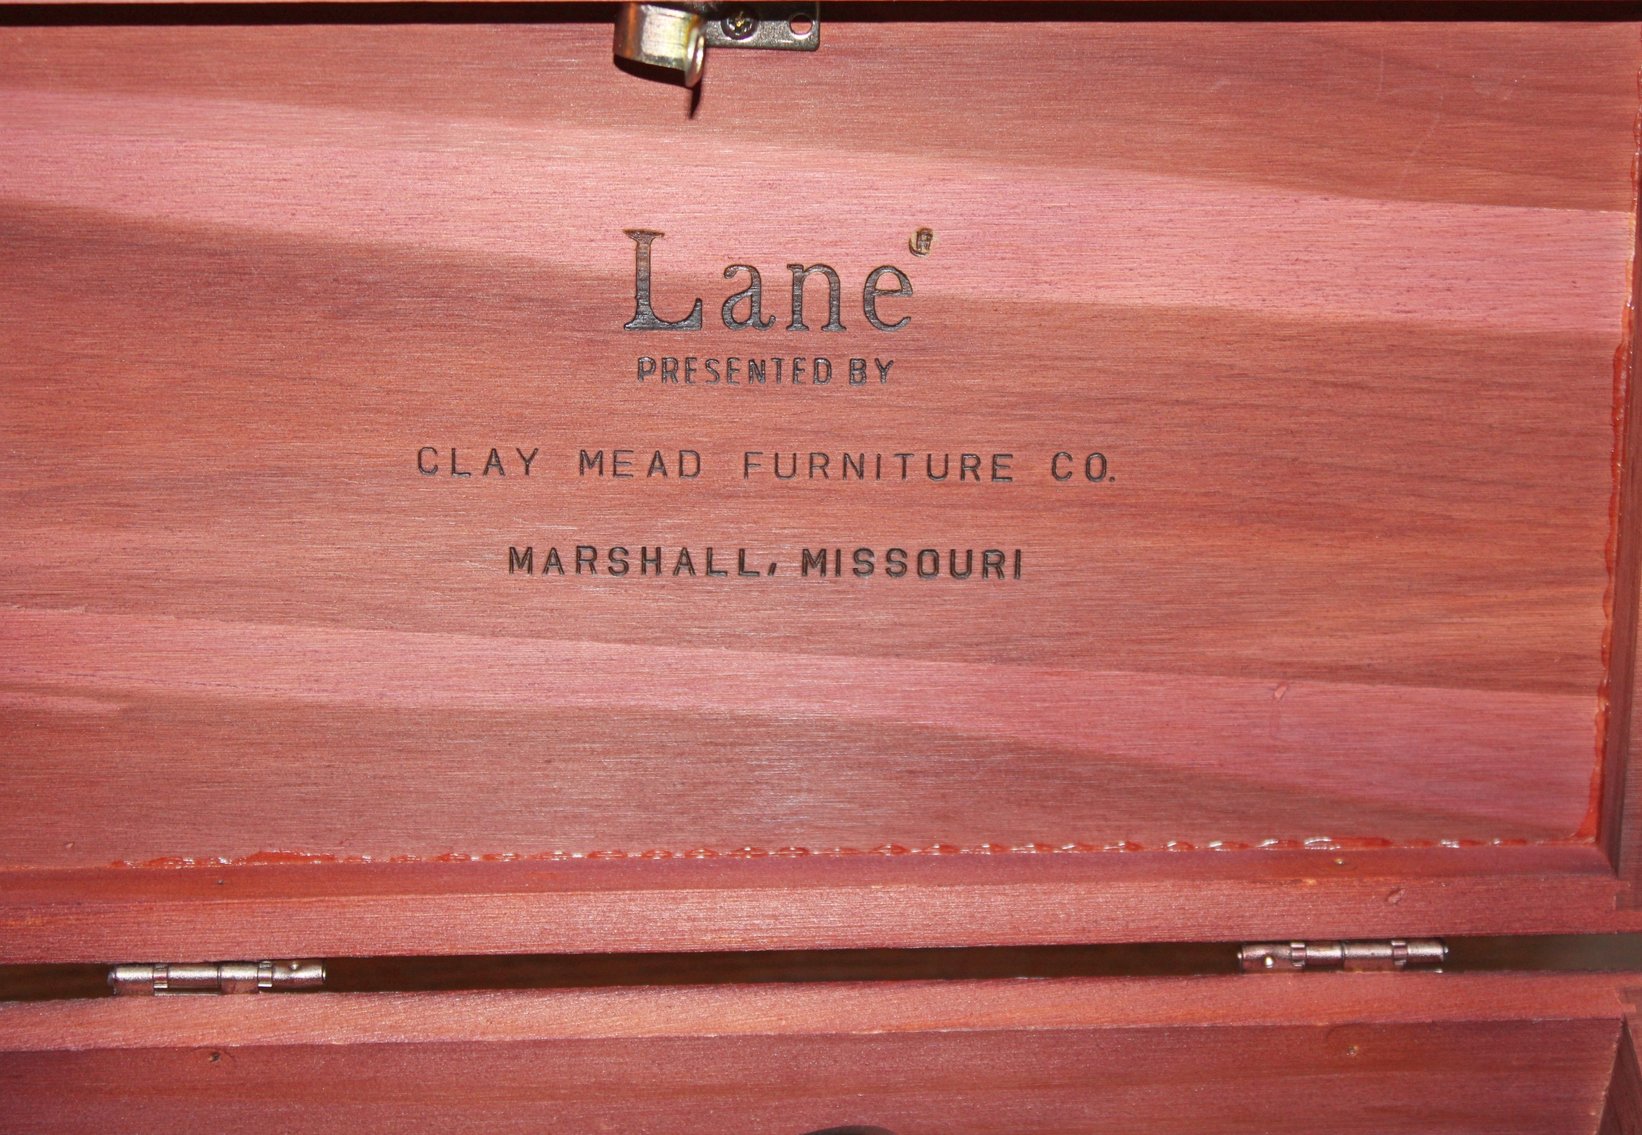 Lane®
PRESENTED BY
CLAY MEAD FURNITURE CO.
MARSHALL, MISSOURI